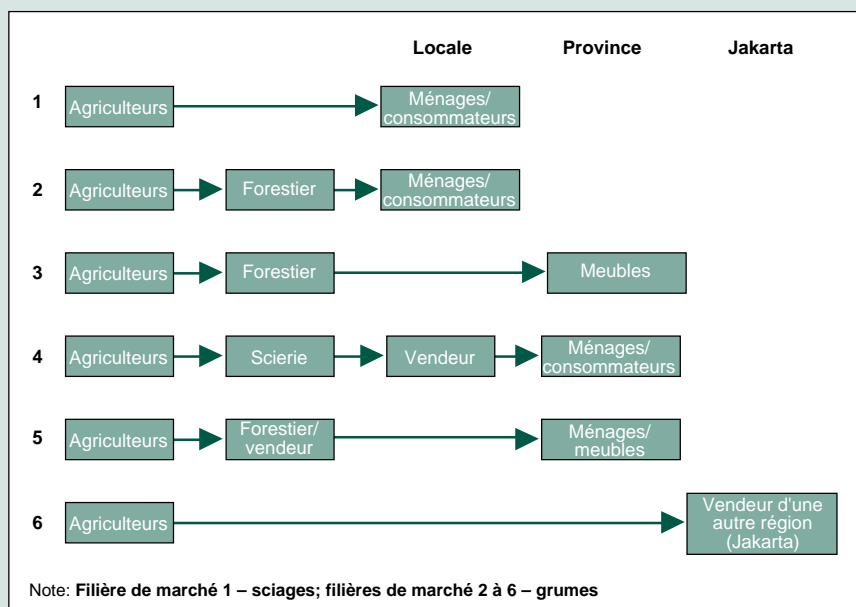 Locale Province Jakarta
1 Agriculteurs Ménages/
consommateurs
2 Agriculteurs Forestier Ménages/
consommateurs
3 Agriculteurs Forestier Meubles
4 Agriculteurs Scierie Vendeur Ménages/
consommateurs
5 Agriculteurs Forestier/
vendeur Ménages/
meubles
6 Agriculteurs Vendeur d'une
autre région
(Jakarta)
Note: Filière de marché 1 – sciages; filières de marché 2 à 6 – grumes